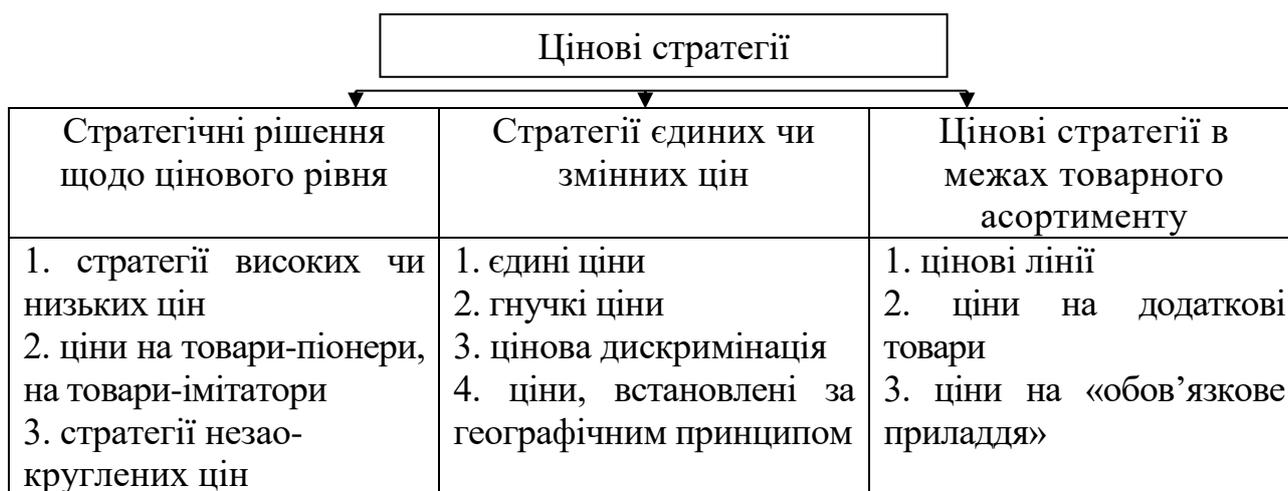 Цінові стратегії
Стратегічні рішення
щодо цінового рівня
Стратегії єдиних чи
змінних цін
Цінові стратегії в
межах товарного
асортименту
1. стратегії високих чи
низьких цін
2. ціни на товари-піонери,
на товари-імітатори
3. стратегії незао-
круглених цін
1. єдині ціни
2. гнучкі ціни
3. цінова дискримінація
4. ціни, встановлені за
географічним принципом
1. цінові лінії
2. ціни на додаткові
товари
3. ціни на «обов’язкове
приладдя»